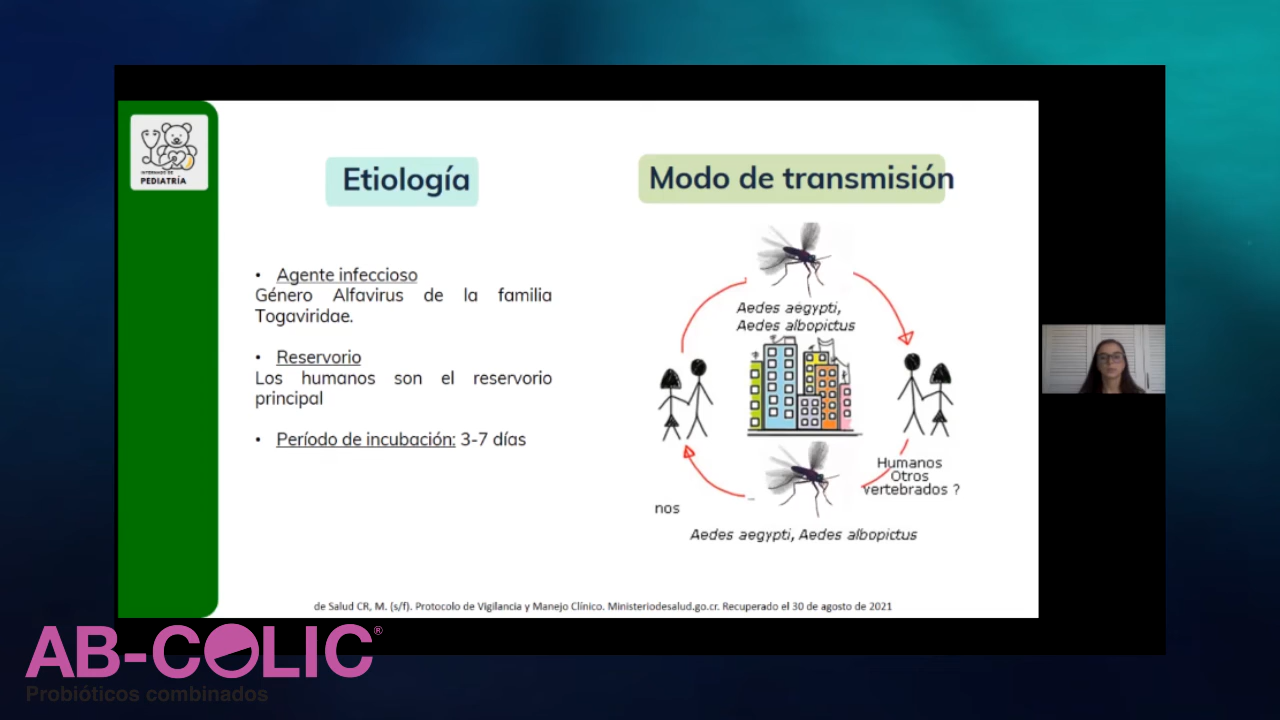 INTERNADO DE
PEDIATRÍA
Etiología
Modo de transmisión
• Agente infeccioso
Género Alfavirus de la familia
Togaviridae.
• Reservorio
Los humanos son el reservorio
principal
• Período de incubación: 3-7 días
Aedes aegypti,
Aedes albopictus
Humanos
Otros
vertebrados ?
nos
Aedes aegypti, Aedes albopictus
de Salud CR, M. (s/f). Protocolo de Vigilancia y Manejo Clínico. Ministeriodesalud.go.cr. Recuperado el 30 de agosto de 2021
AB-COLIC®
Probióticos combinados